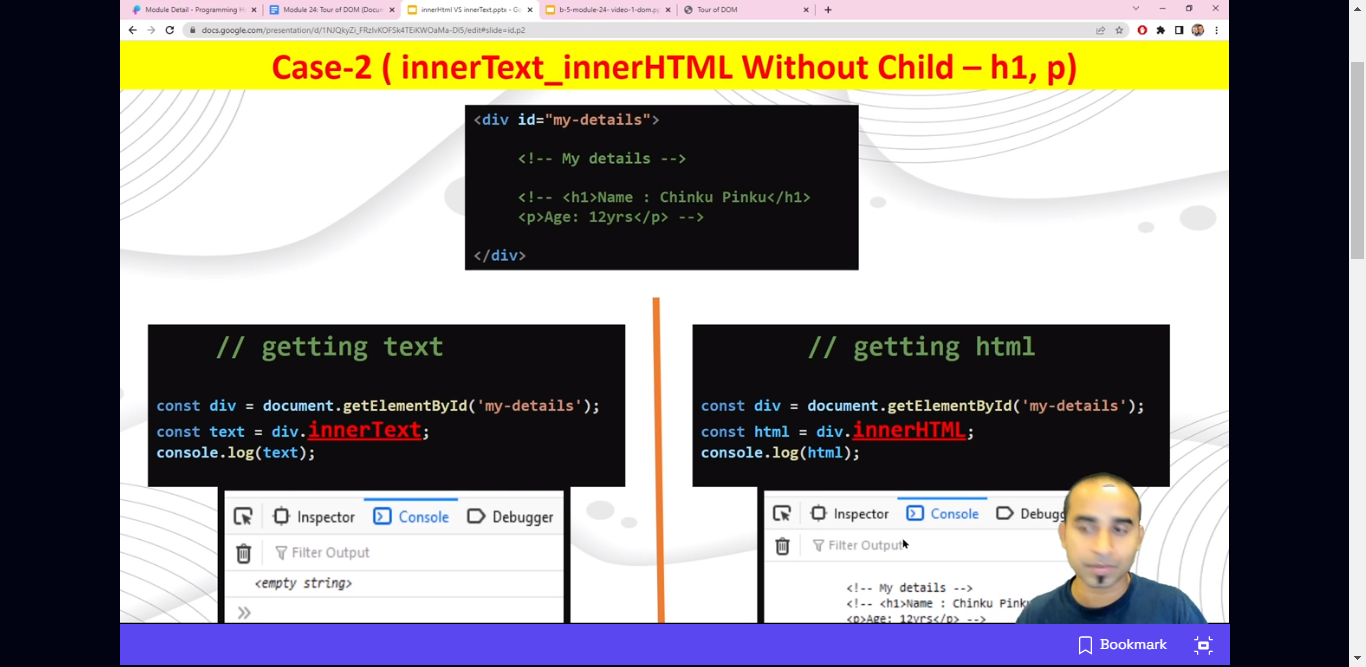 Module Detail - Programming H
Module 24: Tour of DOM (Docum
innerHtml VS innerText.pptx - Go
b-5-module-24- video-1-dom.pp
Tour of DOM
docs.google.com/presentation/d/1NJQkyZi_FRzIvKOFSk4TEiKWOaMa-DI5/edit#slide=id.p2
Case-2 ( innerText_innerHTML Without Child – h1, p)
<div id="my-details">
<!-- My details -->
<!-- <h1>Name : Chinku Pinku</h1>
<p>Age: 12yrs</p> -->
</div>
// getting text
const div = document.getElementById('my-details');
const text = div.innerText;
console.log(text);
Inspector Console Debugger
Filter Output
<empty string>
»
// getting html
const div = document.getElementById('my-details');
const html = div.innerHTML;
console.log(html);
Inspector Console Debugg
Filter Output
<!-- My details -->
<!-- <h1>Name : Chinku Pink
<p>Age: 12yrs</p> -->
Bookmark